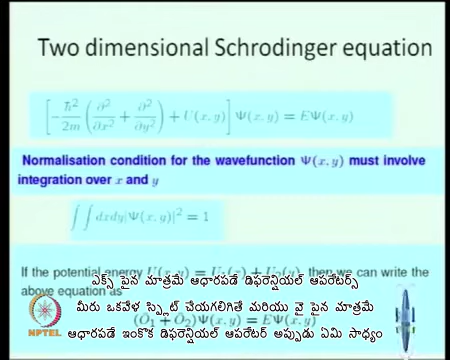 Two dimensional Schrodinger equation
[-ħ²/2m (∂²/∂x² + ∂²/∂y²) + U(x, y)] Ψ(x, y) = EΨ(x, y)
Normalisation condition for the wavefunction Ψ(x, y) must involve
integration over x and y
∫∫ dxdy|Ψ(x, y)|² = 1
If the potential energy U(x, y) = U₁(x) + U₂(y), then we can write the
above equation as
(Ô₁ + Ô₂)Ψ(x, y) = EΨ(x, y)
ఎక్స్ పైన మాత్రమే ఆధారపడే డిఫరెన్షియల్ ఆపరేటర్స్
మీరు ఒకవేళ స్ప్లిట్ చేయగలిగితే మరియు వై పైన మాత్రమే
ఆధారపడే ఇంకొక డిఫరెన్షియల్ ఆపరేటర్ అప్పుడు ఏమి సాధ్యం
NPTEL